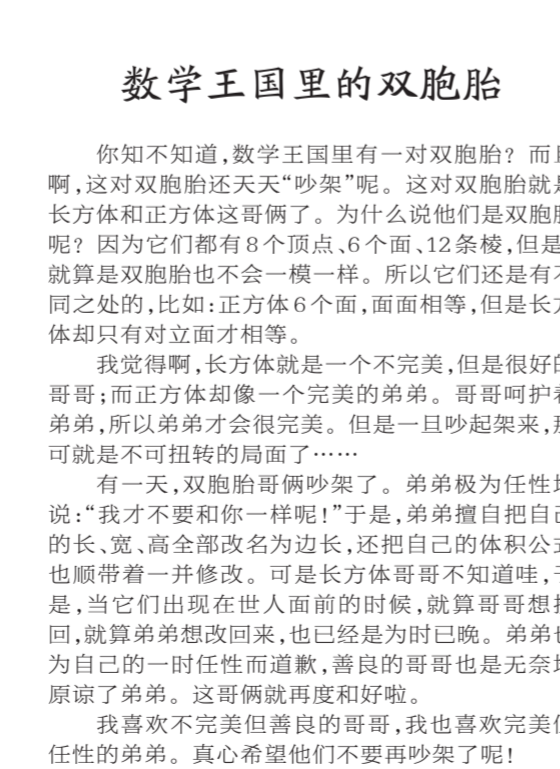 数学王国里的双胞胎
你知不知道,数学王国里有一对双胞胎?而
啊,这对双胞胎还天天“吵架”呢。这对双胞胎就
长方体和正方体这哥俩了。为什么说他们是双胞
呢?因为它们都有8个顶点、6个面、12条棱,但是
就算是双胞胎也不会一模一样。所以它们还是有
同之处的,比如:正方体6个面,面面相等,但是长
体却只有对立面才相等。
我觉得啊,长方体就是一个不完美,但是很好
哥哥;而正方体却像一个完美的弟弟。哥哥呵护
弟弟,所以弟弟才会很完美。但是一旦吵起架来,
可就是不可扭转的局面了……
有一天,双胞胎哥俩吵架了。弟弟极为任性
说:“我才不要和你一样呢!”于是,弟弟擅自把自
的长、宽、高全部改名为边长,还把自己的体积公
也顺带着一并修改。可是长方体哥哥不知道哇,
是,当它们出现在世人面前的时候,就算哥哥想
回,就算弟弟想改回来,也已经是为时已晚。弟弟
为自己的一时任性而道歉,善良的哥哥也是无奈
原谅了弟弟。这哥俩就再度和好啦。
我喜欢不完美但善良的哥哥,我也喜欢完美
任性的弟弟。真心希望他们不要再吵架了呢!